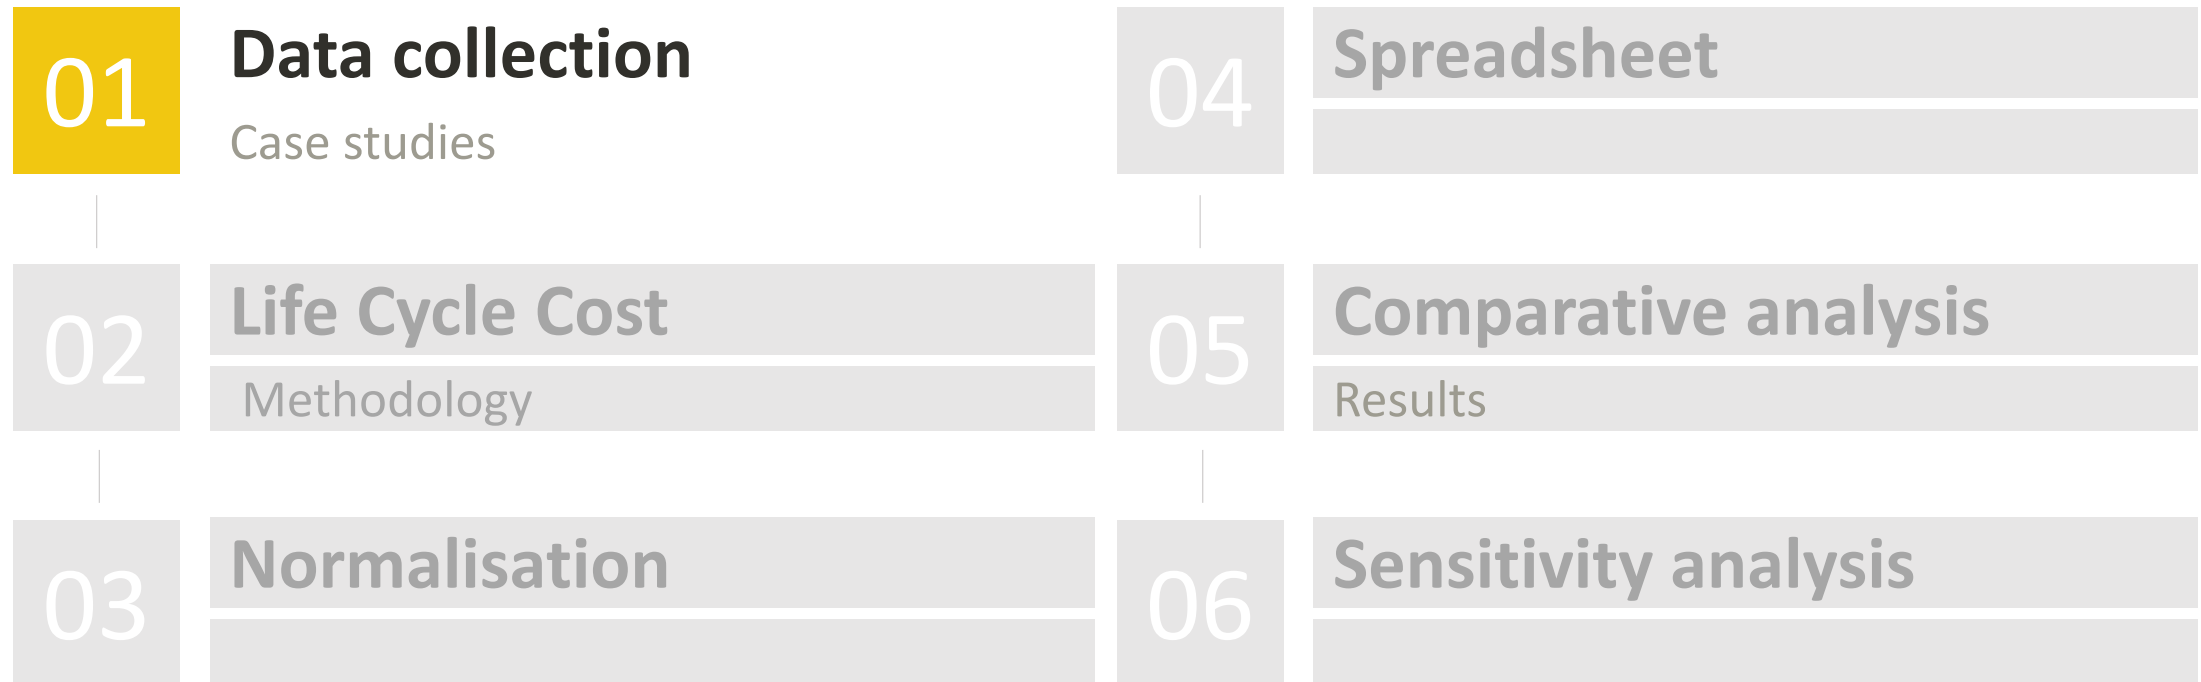 01
Data collection
Case studies
02
Life Cycle Cost
Methodology
03
Normalisation
04
Spreadsheet
05
Comparative analysis
Results
06
Sensitivity analysis